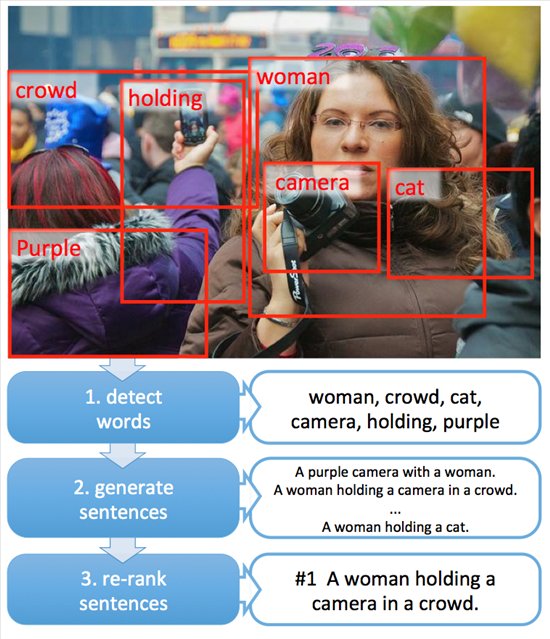 crowd
holding
woman
camera
cat
Purple
PowerShot
1. detect
words
woman, crowd, cat,
camera, holding, purple
2. generate
sentences
A purple camera with a woman.
A woman holding a camera in a crowd.
...
A woman holding a cat.
3. re-rank
sentences
#1 A woman holding a
camera in a crowd.